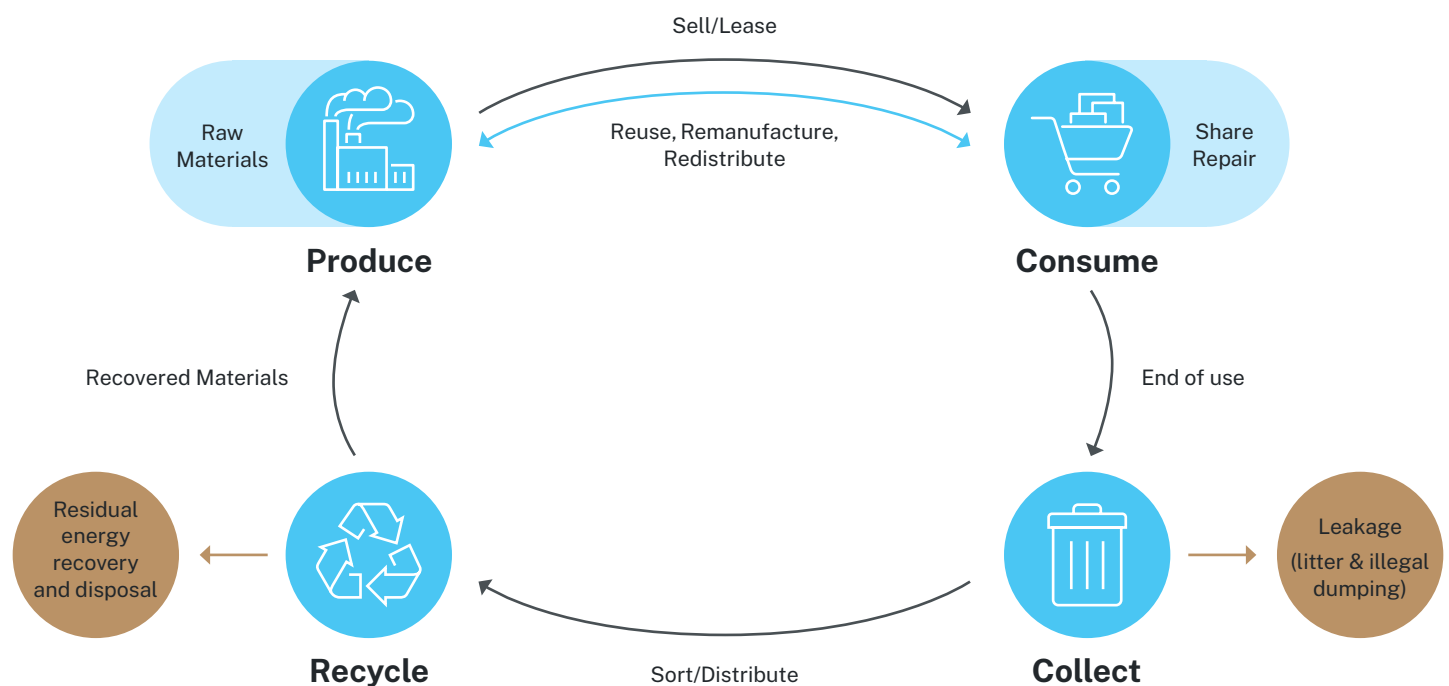 Sell/Lease
Raw
Materials
Reuse, Remanufacture,
Redistribute
Share
Repair
Produce
Consume
Recovered Materials
End of use
Residual
energy
recovery
and disposal
Leakage
(litter & illegal
dumping)
Recycle
Sort/Distribute
Collect